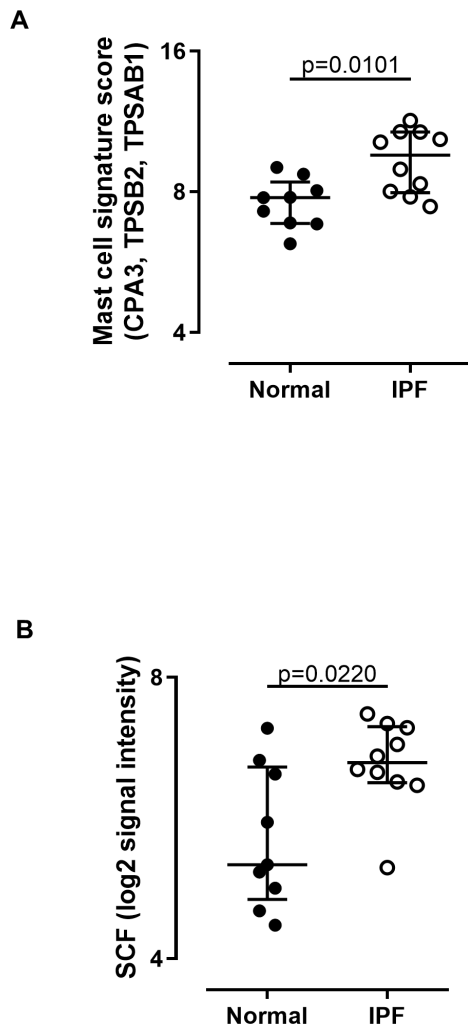 A
Mast cell signature score
(CPA3, TPSB2, TPSAB1)
16
8
4
p=0.0101
Normal
IPF
B
SCF (log2 signal intensity)
8
4
p=0.0220
Normal
IPF